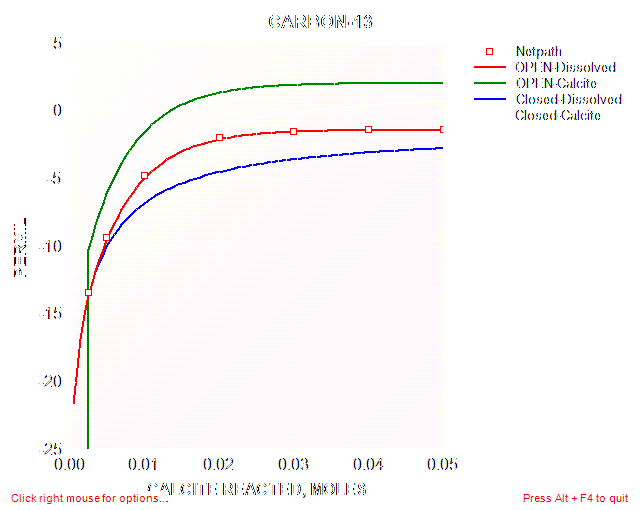 CARBON-13
5
0
-5
-10
-15
-20
-25
PERMIL
0.00 0.01 0.02 0.03 0.04 0.05
CALCITE REACTED, MOLES
Netpath
OPEN-Dissolved
OPEN-Calcite
Closed-Dissolved
Closed-Calcite
Click right mouse for options...
Press Alt + F4 to quit